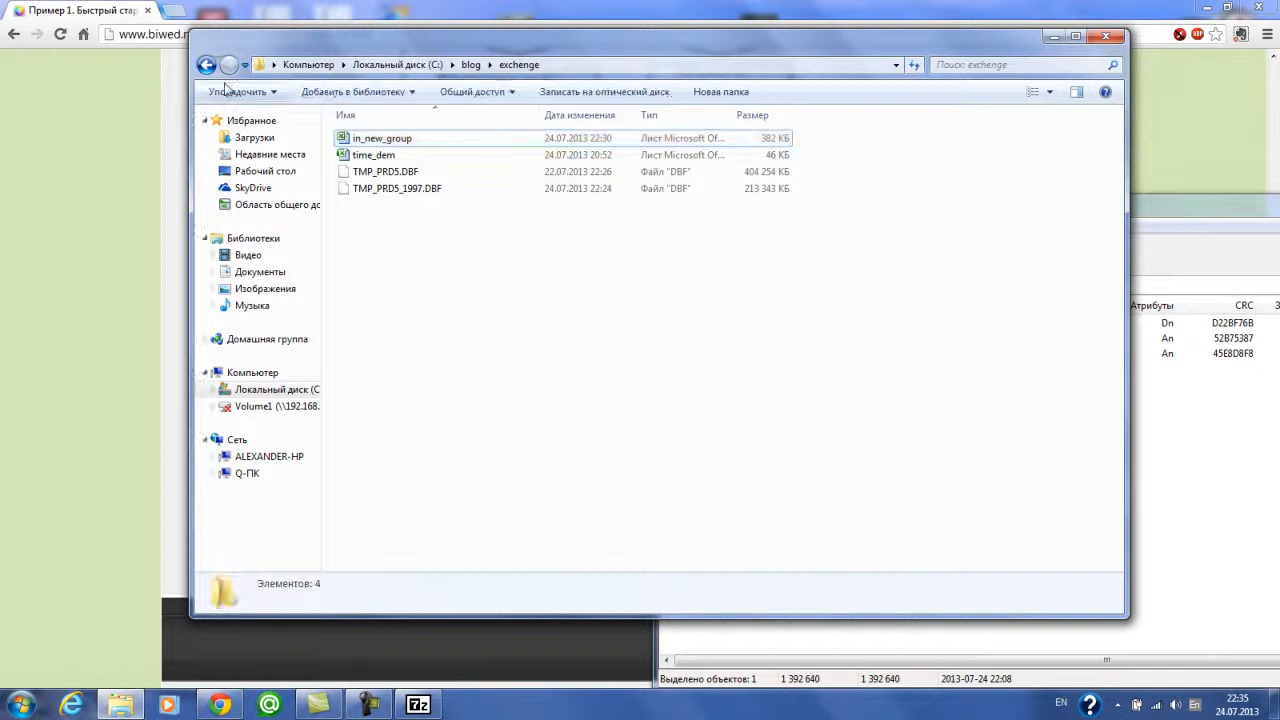 Пример 1. Быстрый стар
www.biwed.r
Компьютер
Локальный диск (C:)
blog
exchenge
Поиск: exchenge
Упорядочить
Добавить в библиотеку
Общий доступ
Записать на оптический диск
Новая папка
Имя
Дата изменения
Тип
Размер
in_new_group 24.07.2013 22:30 Лист Microsoft Of... 382 КБ
time_dem 24.07.2013 20:52 Лист Microsoft Of... 46 КБ
TMP_PRD5.DBF 22.07.2013 22:26 Файл "DBF" 404 254 КБ
TMP_PRD5_1997.DBF 24.07.2013 22:24 Файл "DBF" 213 343 КБ
Избранное
Загрузки
Недавние места
Рабочий стол
SkyDrive
Область общего до
Библиотеки
Видео
Документы
Изображения
Музыка
Домашняя группа
Компьютер
Локальный диск (C
Volume1 (\\192.168.
Сеть
ALEXANDER-HP
Q-ПК
Элементов: 4
Атрибуты CRC З
Dn D22BF76B
An 52B75387
An 45E8D8F8
Выделено объектов: 1
1 392 640
1 392 640
2013-07-24 22:08
7z
EN
En
22:35
24.07.2013